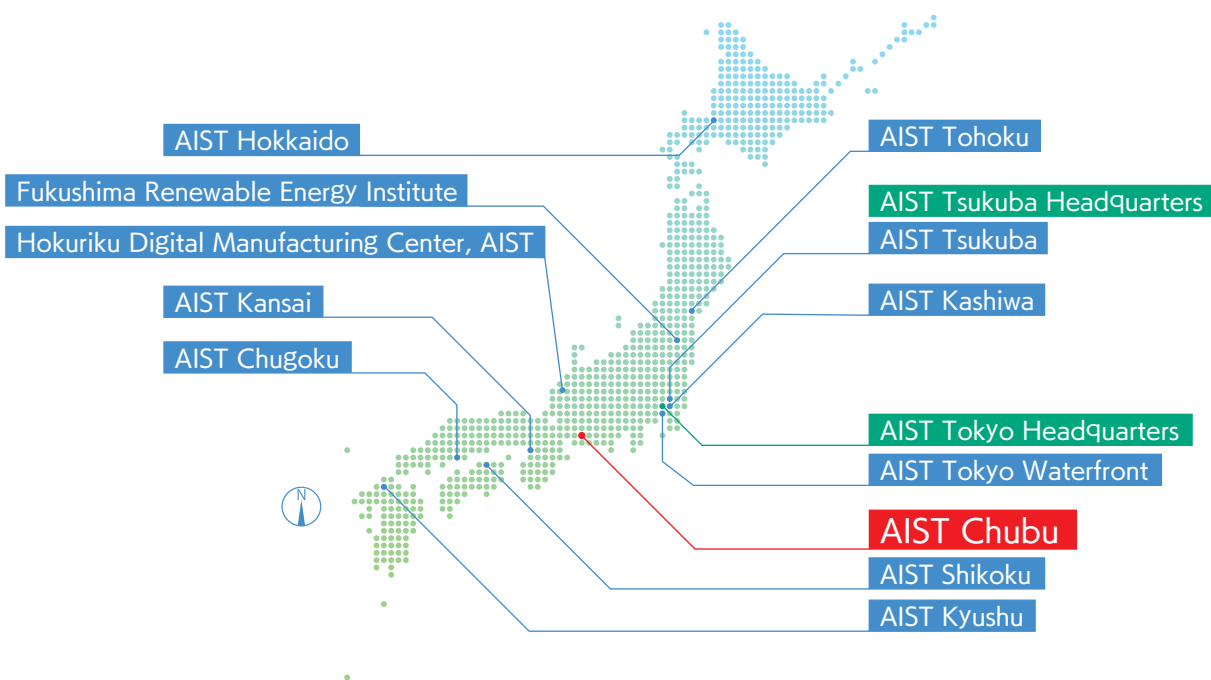 AIST Hokkaido
Fukushima Renewable Energy Institute
Hokuriku Digital Manufacturing Center, AIST
AIST Kansai
AIST Chugoku
N
AIST Tohoku
AIST Tsukuba Headquarters
AIST Tsukuba
AIST Kashiwa
AIST Tokyo Headquarters
AIST Tokyo Waterfront
AIST Chubu
AIST Shikoku
AIST Kyushu